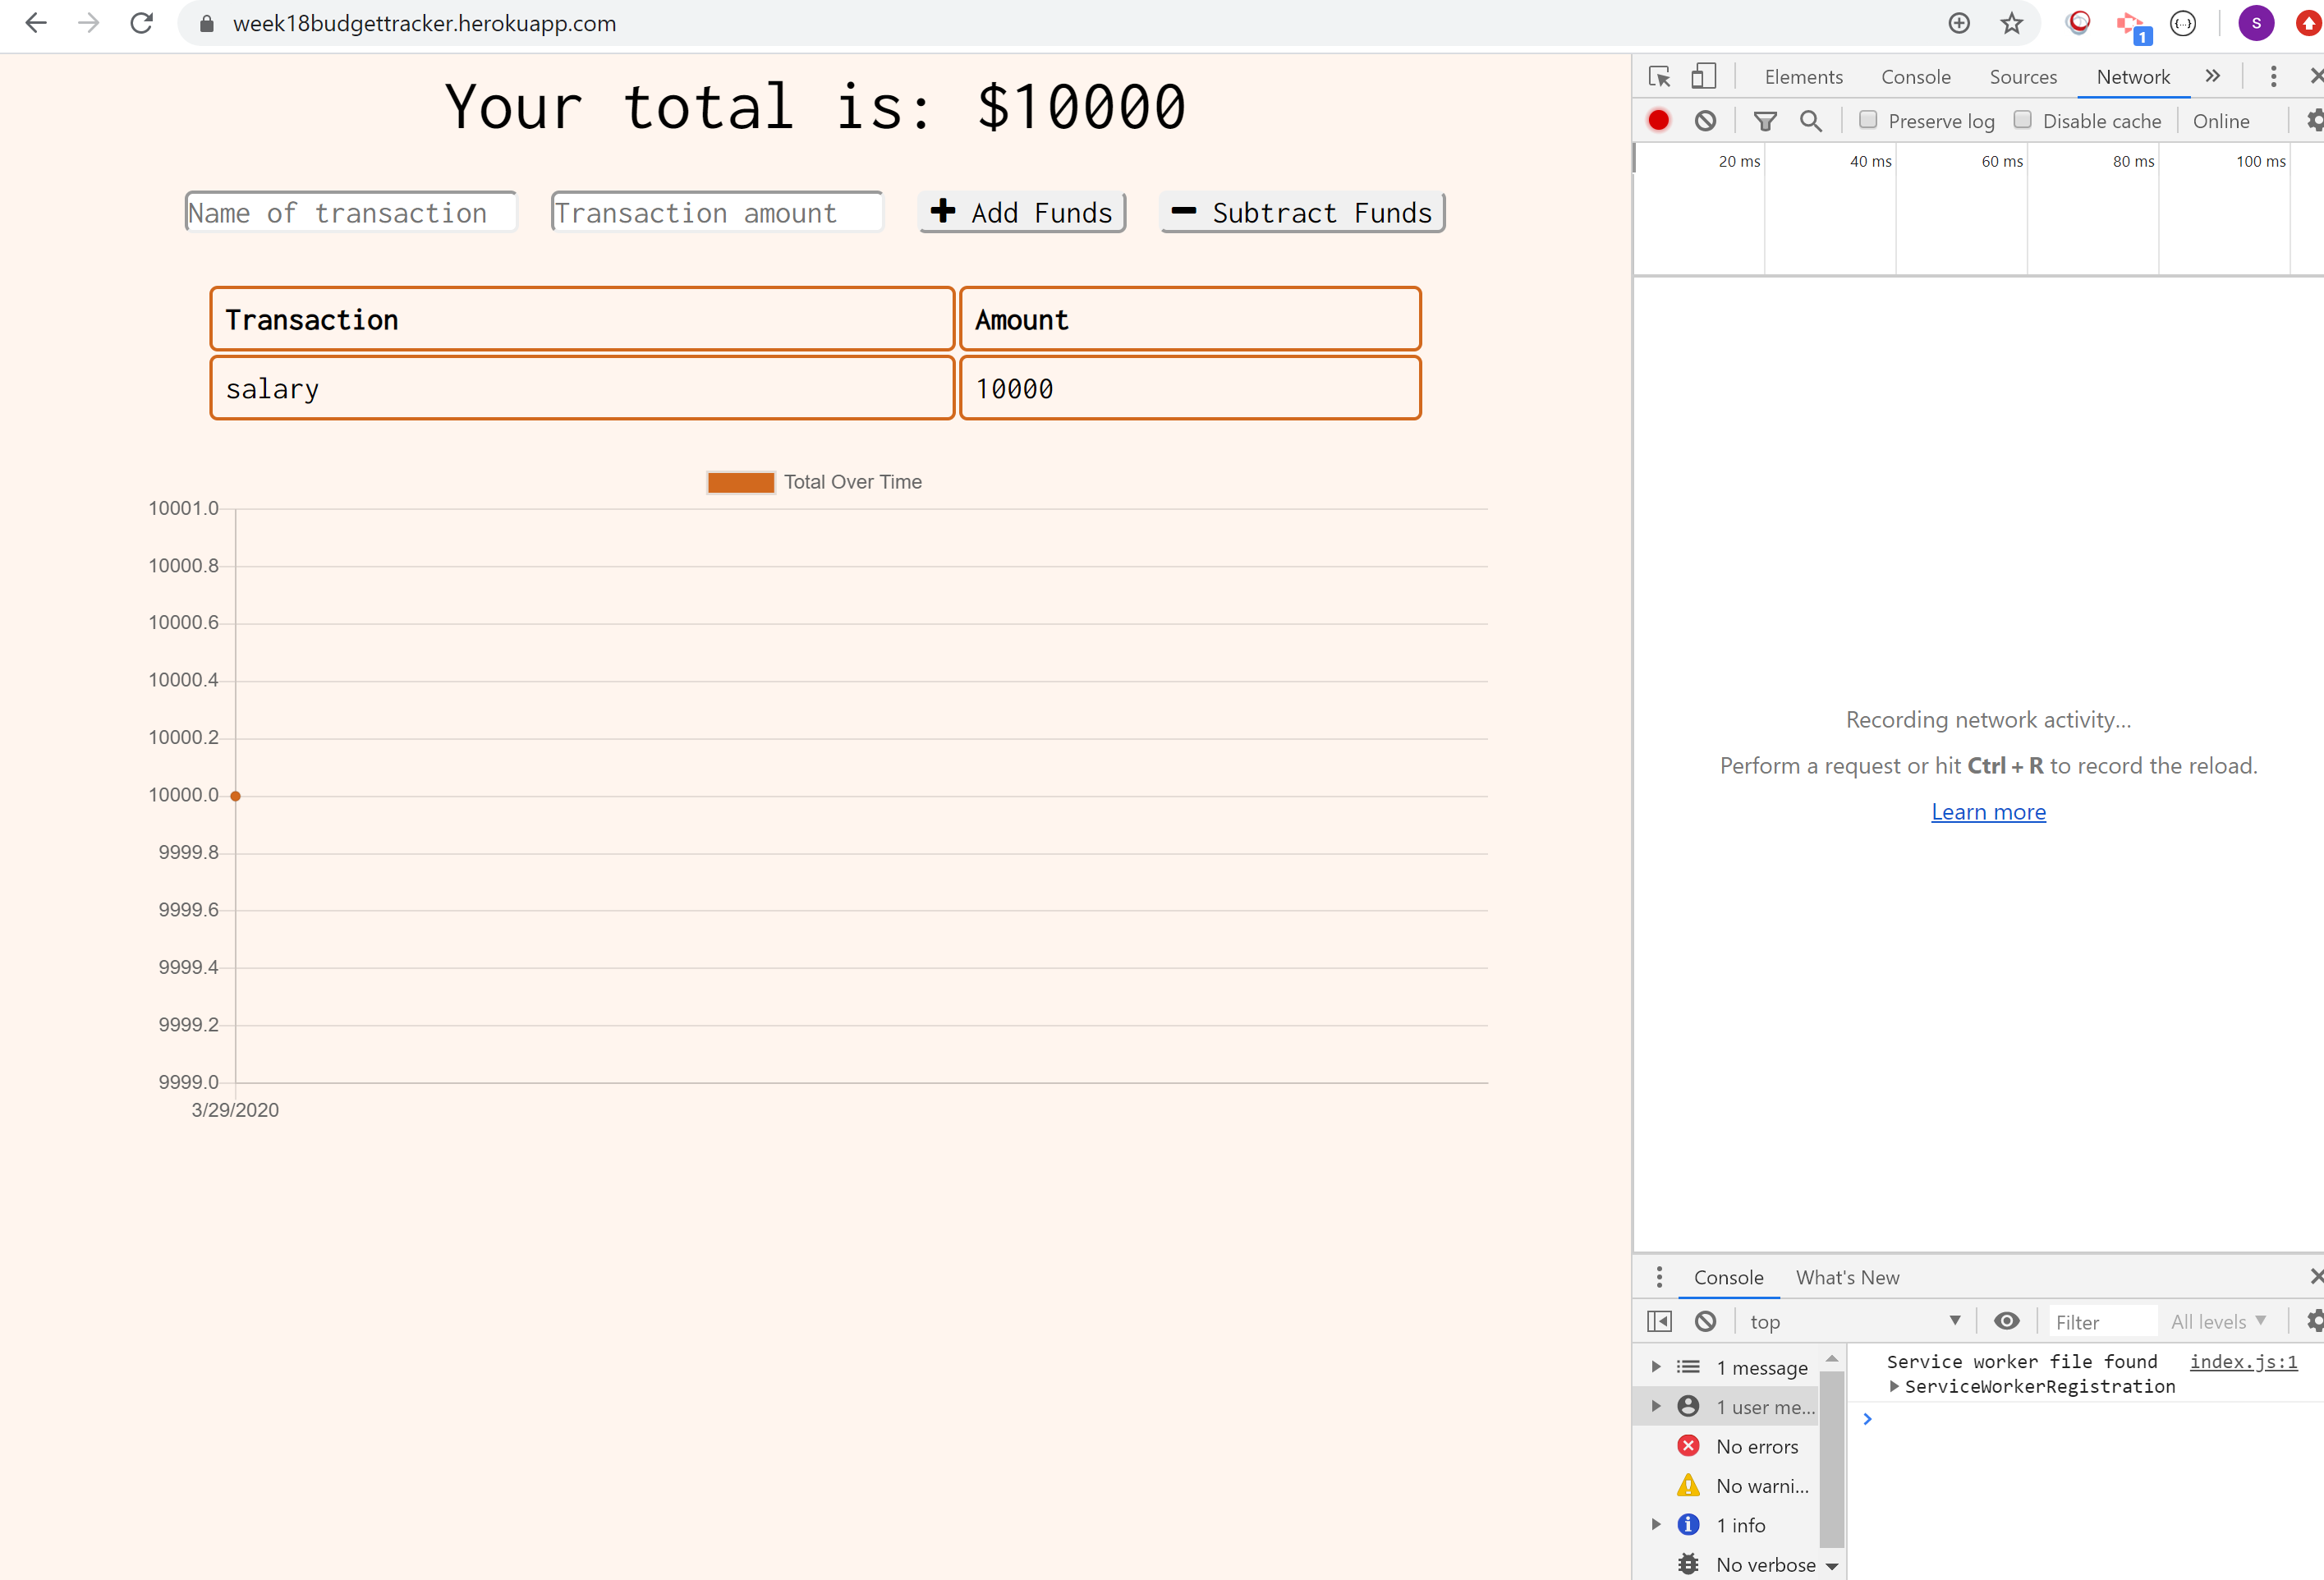 week18budgettracker.herokuapp.com
1
S
Your total is: $10000
Name of transaction
Transaction amount
Add Funds
Subtract Funds
Transaction Amount
salary 10000
Total Over Time
10001.0
10000.8
10000.6
10000.4
10000.2
10000.0
9999.8
9999.6
9999.4
9999.2
9999.0
3/29/2020
Elements Console Sources Network
Preserve log Disable cache Online
20 ms 40 ms 60 ms 80 ms 100 ms
Recording network activity...
Perform a request or hit Ctrl + R to record the reload.
Learn more
Console What's New
top Filter All levels
1 message
1 user me...
No errors
No warni...
1 info
No verbose
Service worker file found index.js:1
ServiceWorkerRegistration